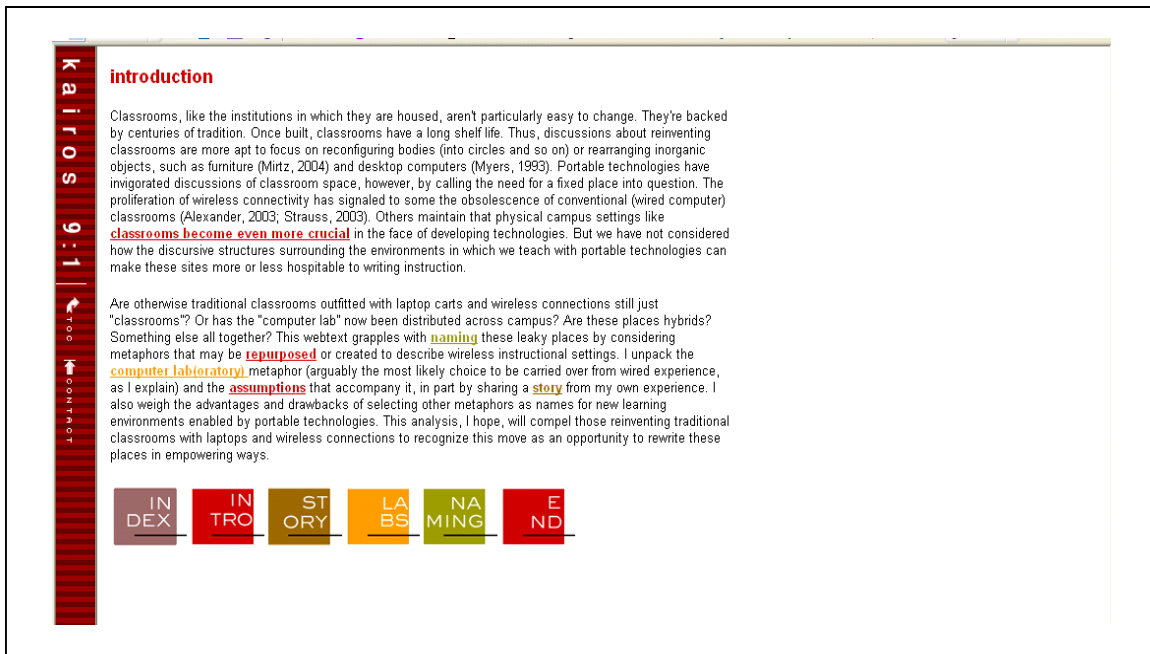 kairos 9:1
TOC
CONTACT
introduction
Classrooms, like the institutions in which they are housed, aren't particularly easy to change. They're backed
by centuries of tradition. Once built, classrooms have a long shelf life. Thus, discussions about reinventing
classrooms are more apt to focus on reconfiguring bodies (into circles and so on) or rearranging inorganic
objects, such as furniture (Mirtz, 2004) and desktop computers (Myers, 1993). Portable technologies have
invigorated discussions of classroom space, however, by calling the need for a fixed place into question. The
proliferation of wireless connectivity has signaled to some the obsolescence of conventional (wired computer)
classrooms (Alexander, 2003; Strauss, 2003). Others maintain that physical campus settings like
classrooms become even more crucial in the face of developing technologies. But we have not considered
how the discursive structures surrounding the environments in which we teach with portable technologies can
make these sites more or less hospitable to writing instruction.
Are otherwise traditional classrooms outfitted with laptop carts and wireless connections still just
"classrooms"? Or has the "computer lab" now been distributed across campus? Are these places hybrids?
Something else all together? This webtext grapples with naming these leaky places by considering
metaphors that may be repurposed or created to describe wireless instructional settings. I unpack the
computer lab(oratory) metaphor (arguably the most likely choice to be carried over from wired experience,
as I explain) and the assumptions that accompany it, in part by sharing a story from my own experience. I
also weigh the advantages and drawbacks of selecting other metaphors as names for new learning
environments enabled by portable technologies. This analysis, I hope, will compel those reinventing traditional
classrooms with laptops and wireless connections to recognize this move as an opportunity to rewrite these
places in empowering ways.
IN
DEX
IN
TRO
ST
ORY
LA
BS
NA
MING
E
ND